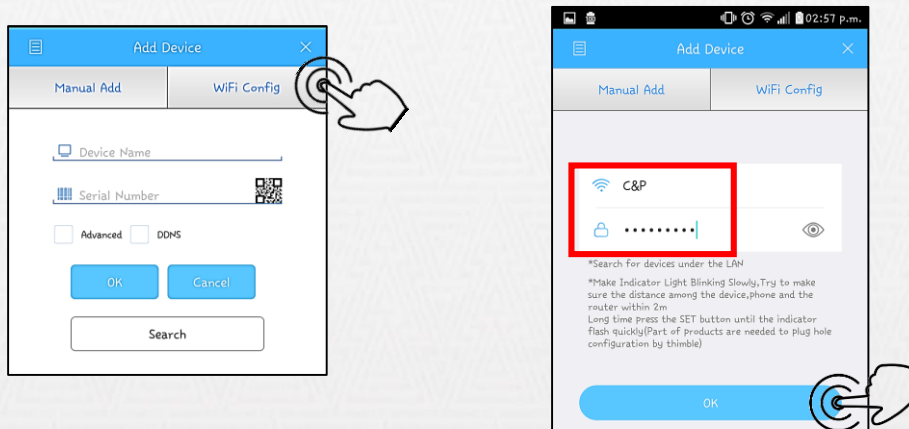 Add Device
Manual Add
WiFi Config
Device Name
Serial Number
Advanced
DDNS
OK
Cancel
Search
02:57 p.m.
Add Device
Manual Add
WiFi Config
C&P
•••••••••
*Search for devices under the LAN
*Make Indicator Light Blinking Slowly,Try to make
sure the distance among the device,phone and the
router within 2m
Long time press the SET button until the indicator
flash quickly(Part of products are needed to plug hole
configuration by thimble)
OK